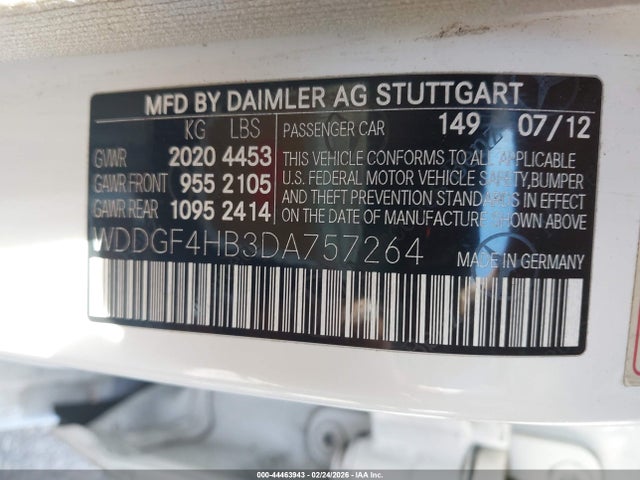 MFD BY DAIMLER AG STUTTGART
KG LBS PASSENGER CAR 149 07/12
GVWR 2020 4453 THIS VEHICLE CONFORMS TO ALL APPLICABLE
GAWR FRONT 955 2105 U.S. FEDERAL MOTOR VEHICLE SAFETY,BUMPER
GAWR REAR 1095 2414 AND THEFT PREVENTION STANDARDS IN EFFECT
ON THE DATE OF MANUFACTURE SHOWN ABOVE.
WDDGF4HB3DA757264 MADE IN GERMANY
000-44463943 - 02/24/2026 - COPYRIGHT IAA, LLC